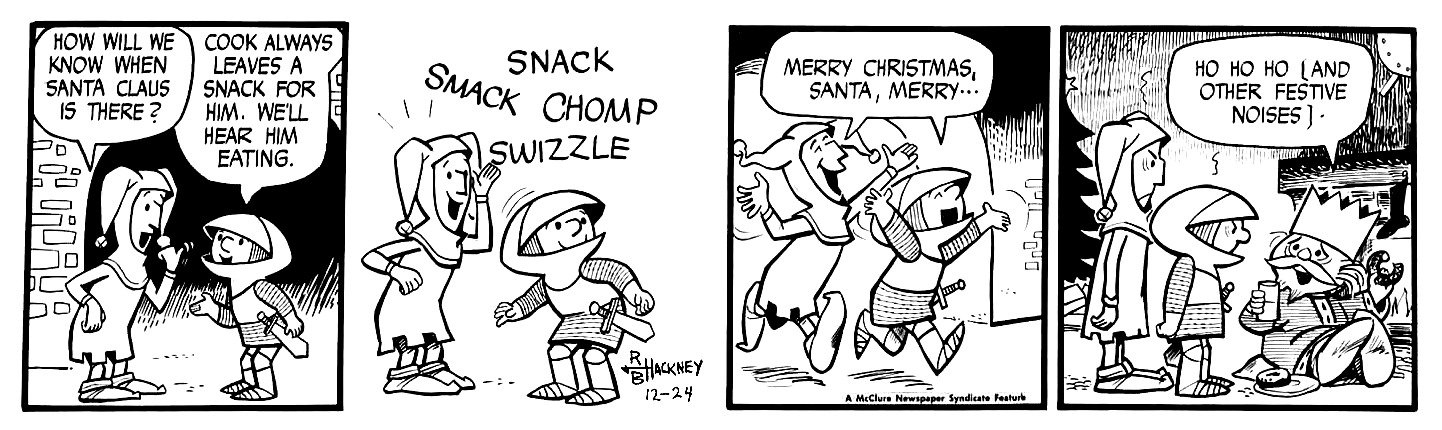 HOW WILL WE
KNOW WHEN
SANTA CLAUS
IS THERE?
COOK ALWAYS
LEAVES A
SNACK FOR
HIM. WE'LL
HEAR HIM
EATING.
SNACK
SMACK CHOMP
SWIZZLE
R
B HACKNEY
12-24
MERRY CHRISTMAS,
SANTA, MERRY...
A McClure Newspaper Syndicate Feature
HO HO HO [AND
OTHER FESTIVE
NOISES].